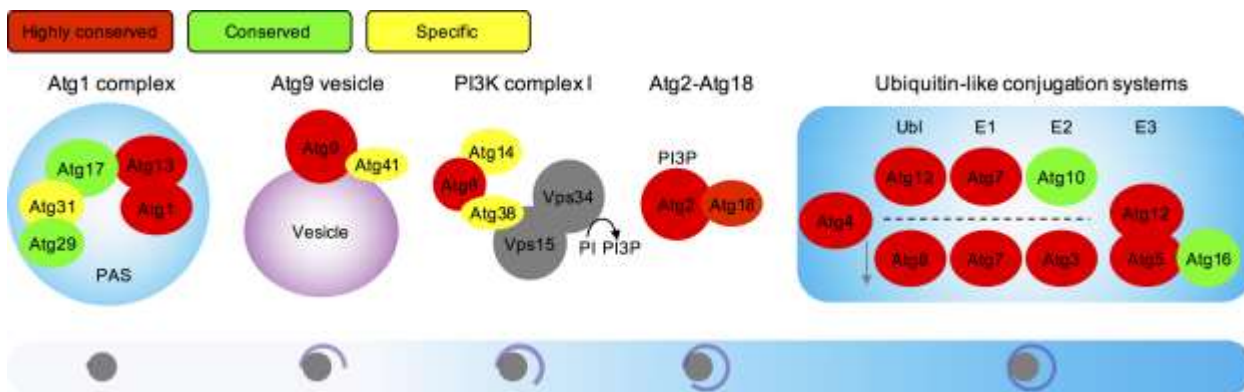 Highly conserved
Conserved
Specific
Atg1 complex
Atg9 vesicle
PI3K complex I
Atg2-Atg18
Ubiquitin-like conjugation systems
Atg17
Atg13
Atg31
Atg1
Atg29
PAS
Atg9
Atg41
Vesicle
Atg14
Atg38
Vps34
Vps15
PI PI3P
PI3P
Atg2
Atg18
Ubl E1 E2 E3
Atg12 Atg7 Atg10
Atg4
Atg12
Atg8 Atg7 Atg3 Atg5 Atg16